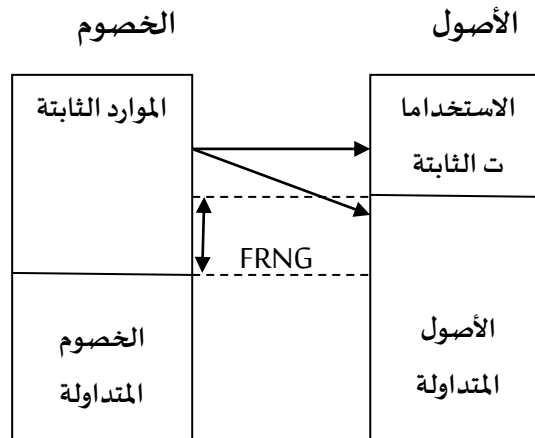 الأصول
الخصوم
الاستخداما
ت الثابتة
الموارد الثابتة
FRNG
الأصول
المتداولة
الخصوم
المتداولة